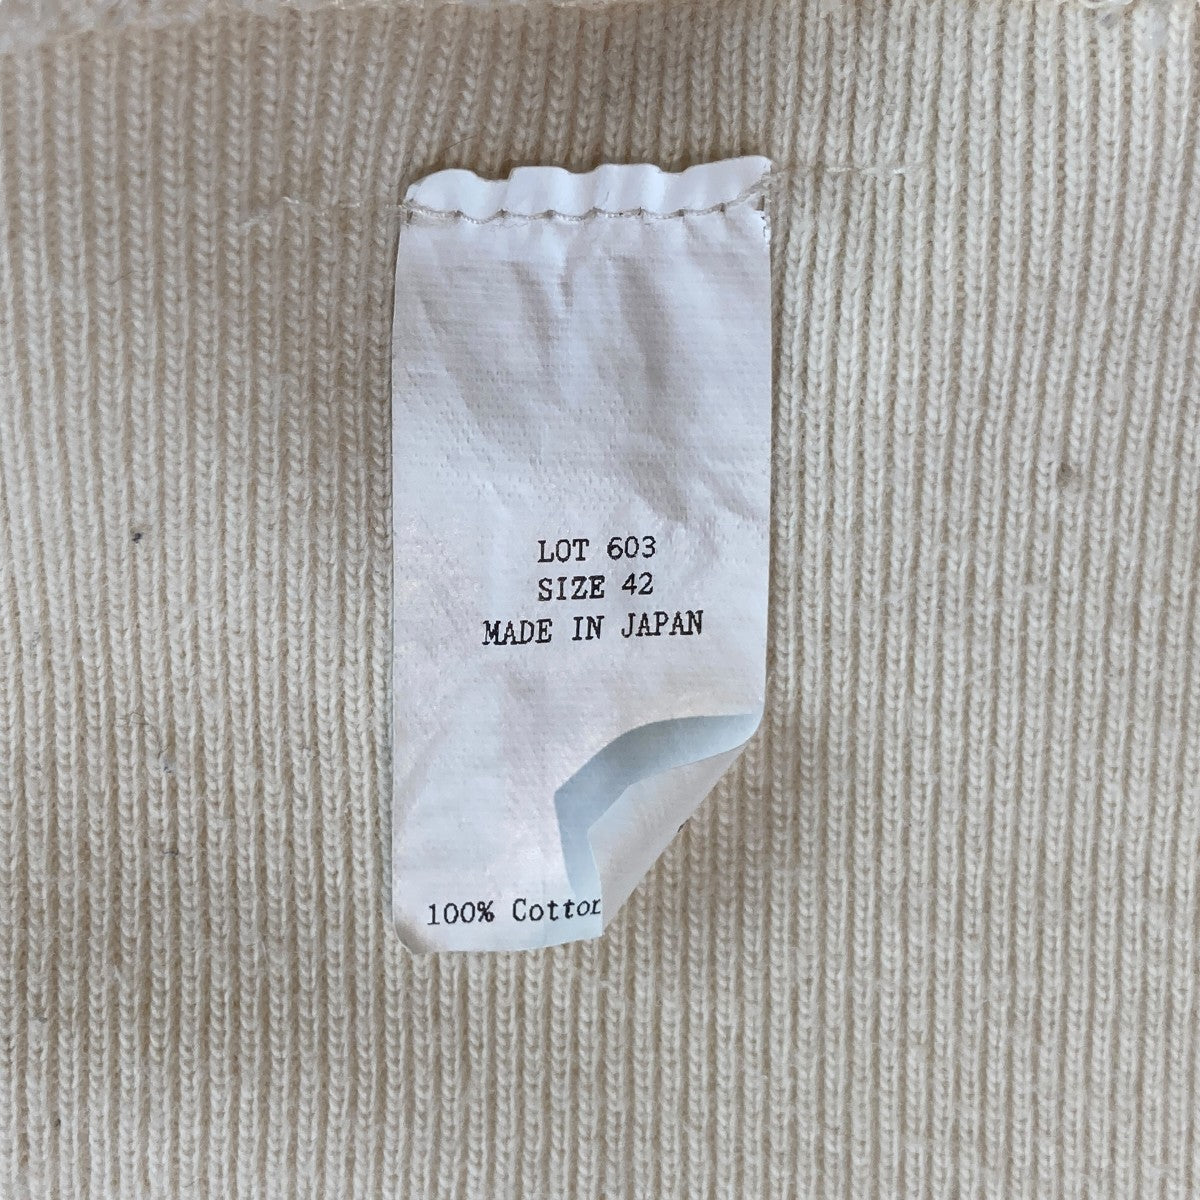 LOT 603
SIZE 42
MADE IN JAPAN
100% Cotton